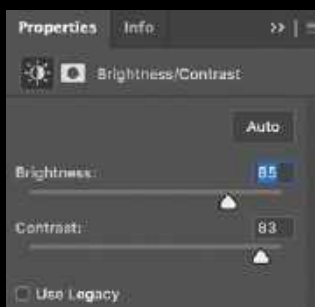 Properties Info
Brightness/Contrast
Auto
Brightness: 85
Contrast: 83
Use Legacy